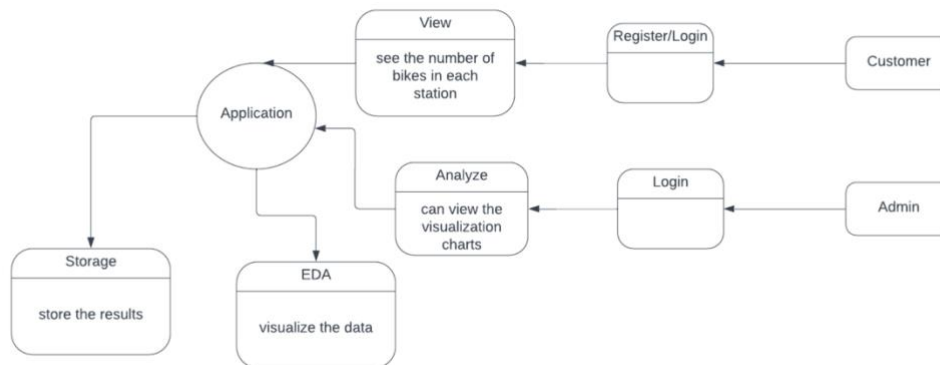 View
see the number of
bikes in each
station
Register/Login
Customer
Application
Analyze
can view the
visualization
charts
Login
Admin
Storage
store the results
EDA
visualize the data